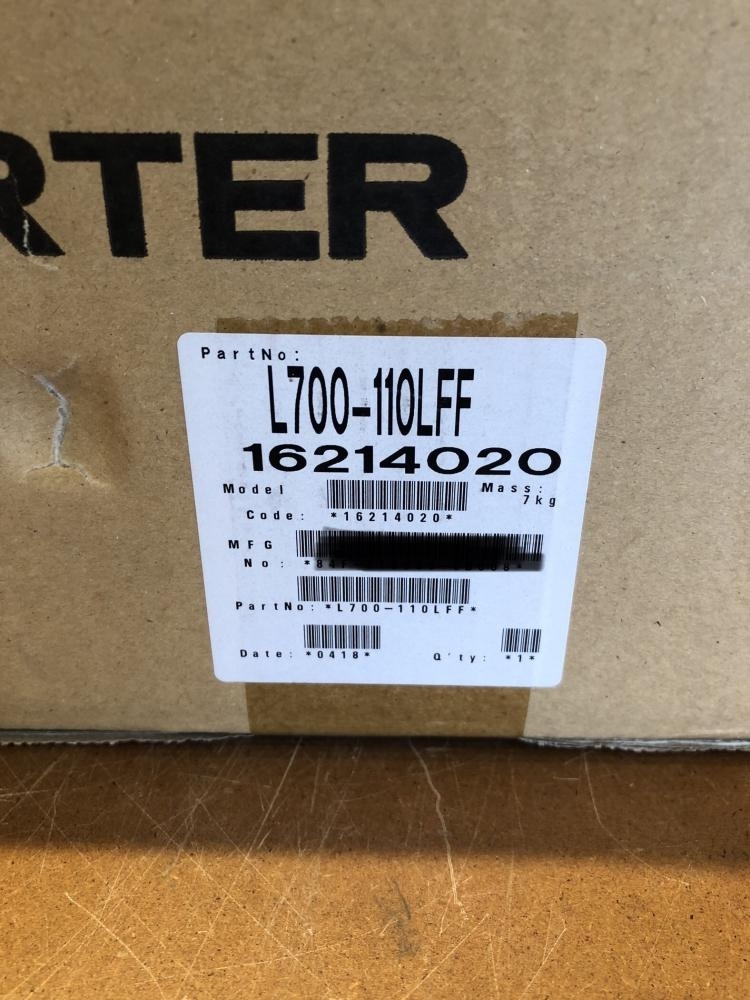 RTER
PartNo:
L700-110LFF
16214020
Model Mass:
7kg
Code: *16214020*
MFG
No:
PartNo: *L700-110LFF*
Date: *0418* Q'ty: *1*